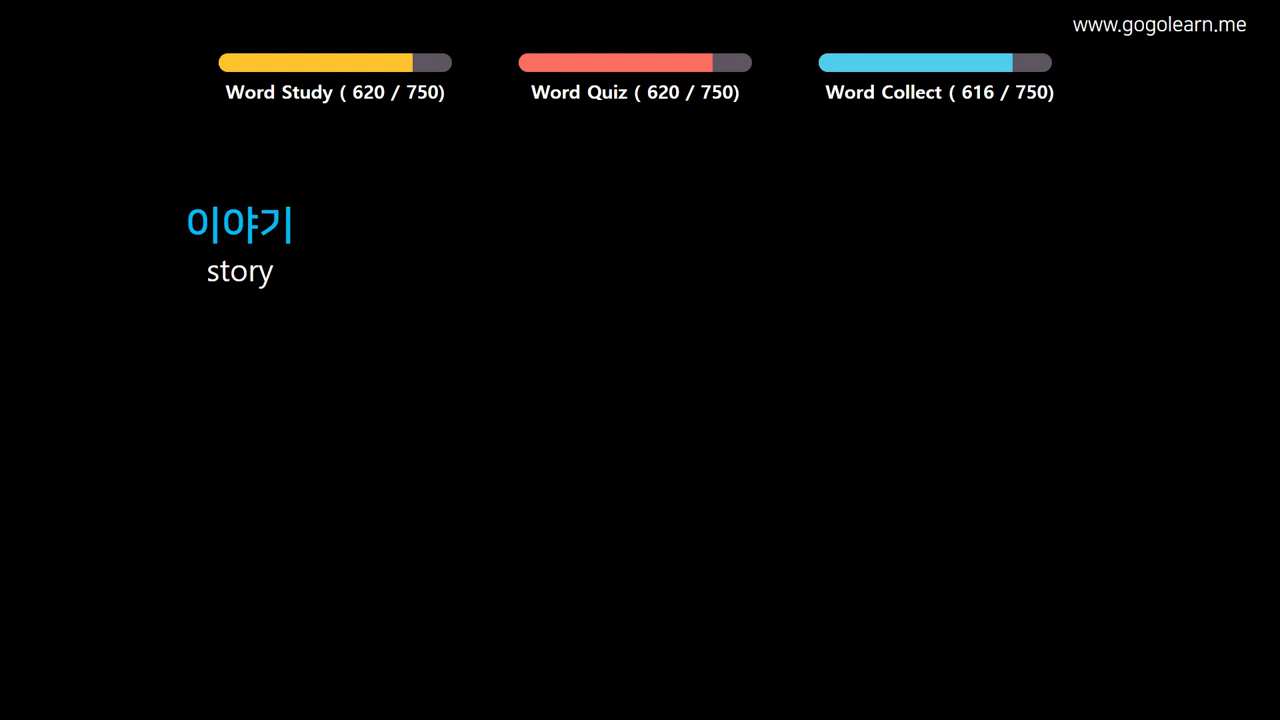 www.gogolearn.me
Word Study ( 620 / 750)
Word Quiz ( 620 / 750)
Word Collect ( 616 / 750)
이야기
story